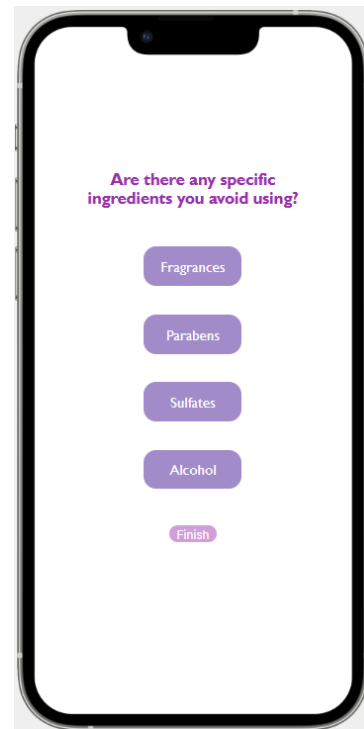 Are there any specific
ingredients you avoid using?
Fragrances
Parabens
Sulfates
Alcohol
Finish